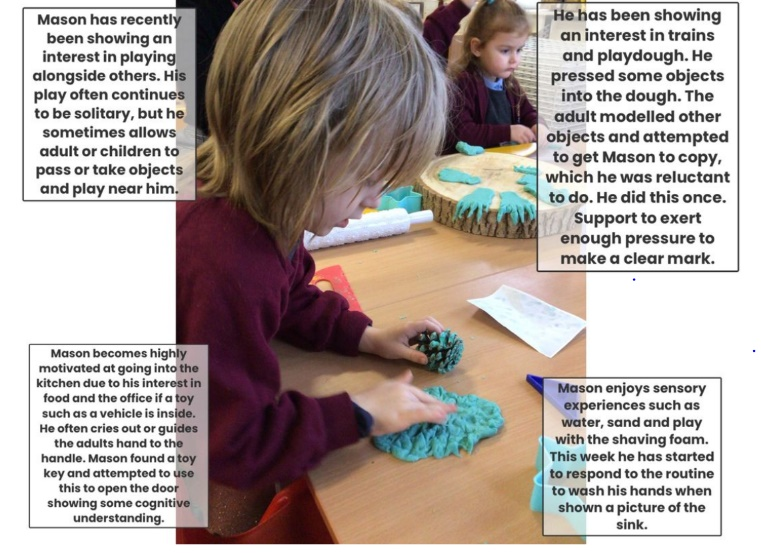 Mason has recently
been showing an
interest in playing
alongside others. His
play often continues
to be solitary, but he
sometimes allows
adult or children to
pass or take objects
and play near him.
He has been showing
an interest in trains
and playdough. He
pressed some objects
into the dough. The
adult modelled other
objects and attempted
to get Mason to copy,
which he was reluctant
to do. He did this once.
Support to exert
enough pressure to
make a clear mark.
Mason becomes highly
motivated at going into the
kitchen due to his interest in
food and the office if a toy
such as a vehicle is inside.
He often cries out or guides
the adults hand to the
handle. Mason found a toy
key and attempted to use
this to open the door
showing some cognitive
understanding.
Mason enjoys sensory
experiences such as
water, sand and play
with the shaving foam.
This week he has started
to respond to the routine
to wash his hands when
shown a picture of the
sink.